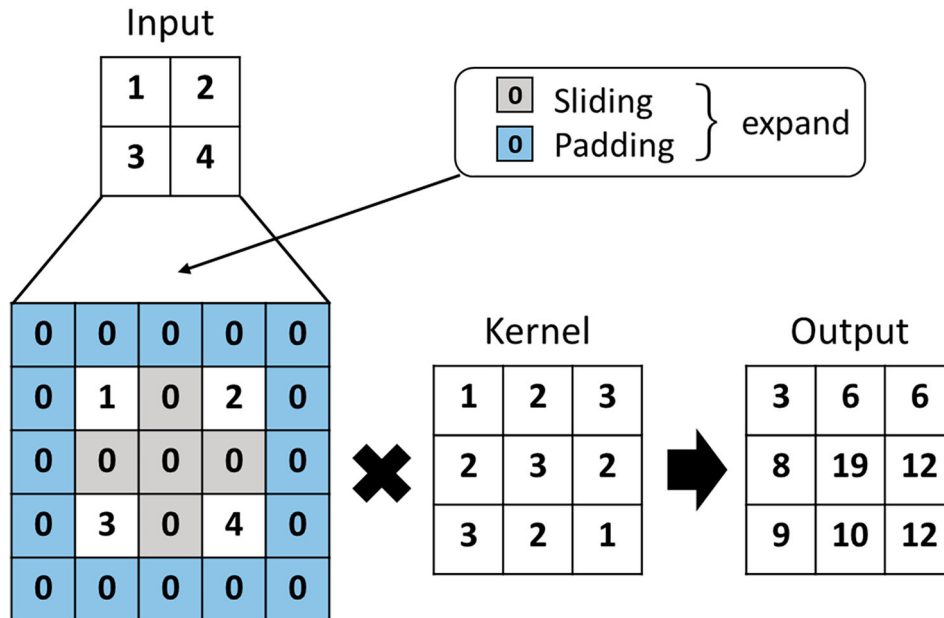 Input
1 2
3 4
0 Sliding
0 Padding
expand
0 0 0 0 0
0 1 0 2 0
0 0 0 0 0
0 3 0 4 0
0 0 0 0 0
Kernel
1 2 3
2 3 2
3 2 1
Output
3 6 6
8 19 12
9 10 12